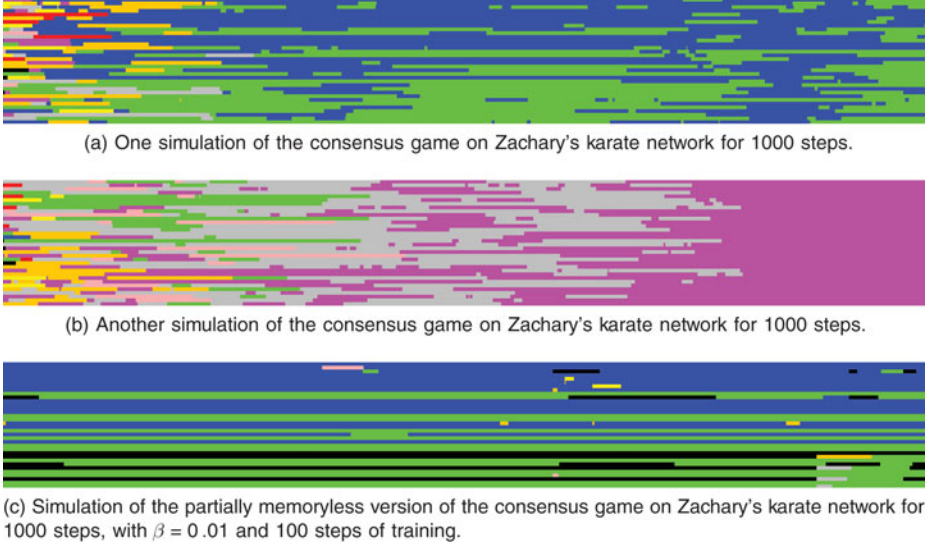 (a) One simulation of the consensus game on Zachary's karate network for 1000 steps.
(b) Another simulation of the consensus game on Zachary's karate network for 1000 steps.
(c) Simulation of the partially memoryless version of the consensus game on Zachary's karate network for
1000 steps, with β = 0.01 and 100 steps of training.